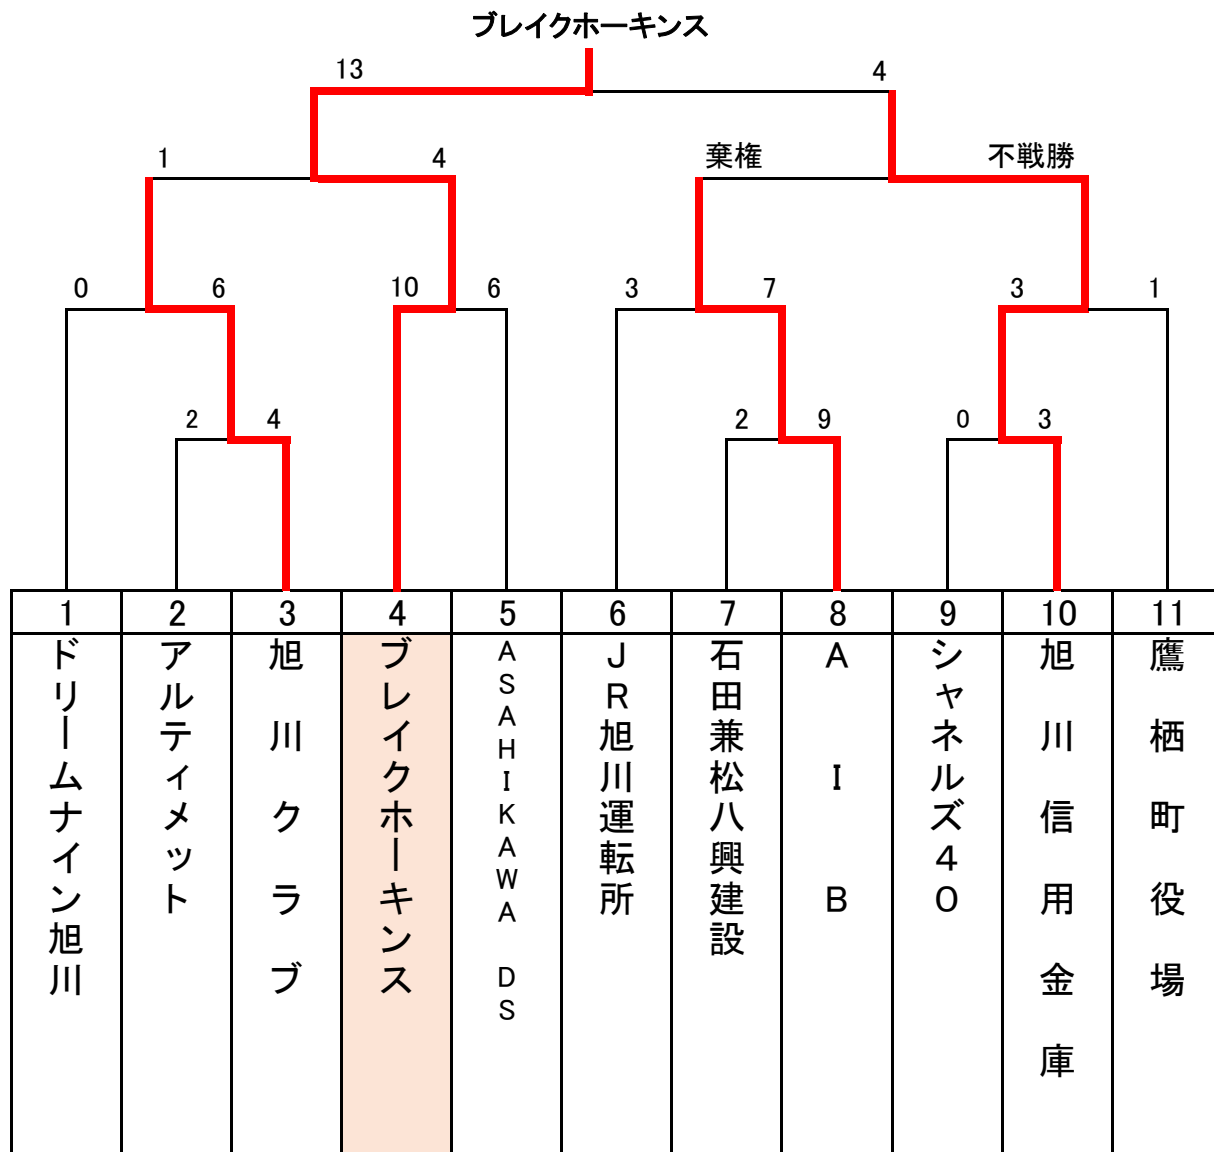 ブレイクホーキンス
13 4
1 4 棄権 不戦勝
0 6 10 6 3 7 3 1
2 4 2 9 0 3
1 2 3 4 5 6 7 8 9 10 11
ドリームナイン旭川
アルティメット
旭川クラブ
ブレイクホーキンス
ASAHIKAWA DS
JR旭川運転所
石田兼松八興建設
AIB
シャネルズ40
旭川信用金庫
鷹栖町役場